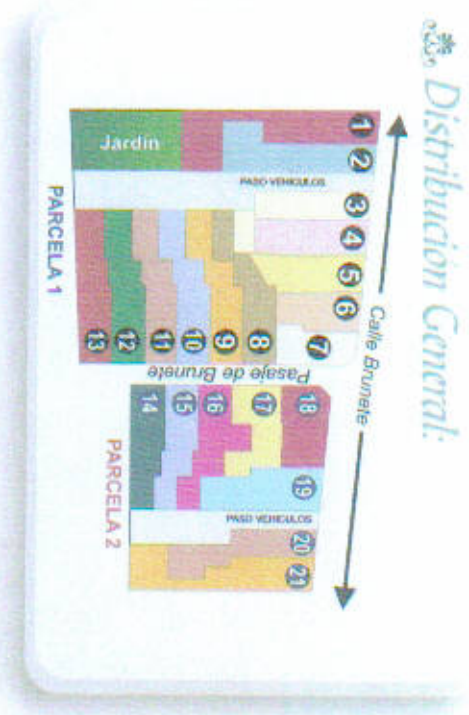 Distribución General:
Calle Brunete
1 2 3 4 5 6 7
18 19 20 21
PASO VEHICULOS
PASO VEHICULOS
8
9
10
11
12
13
Pasaje de Brunete
17
16
15
14
Jardín
PARCELA 1
PARCELA 2